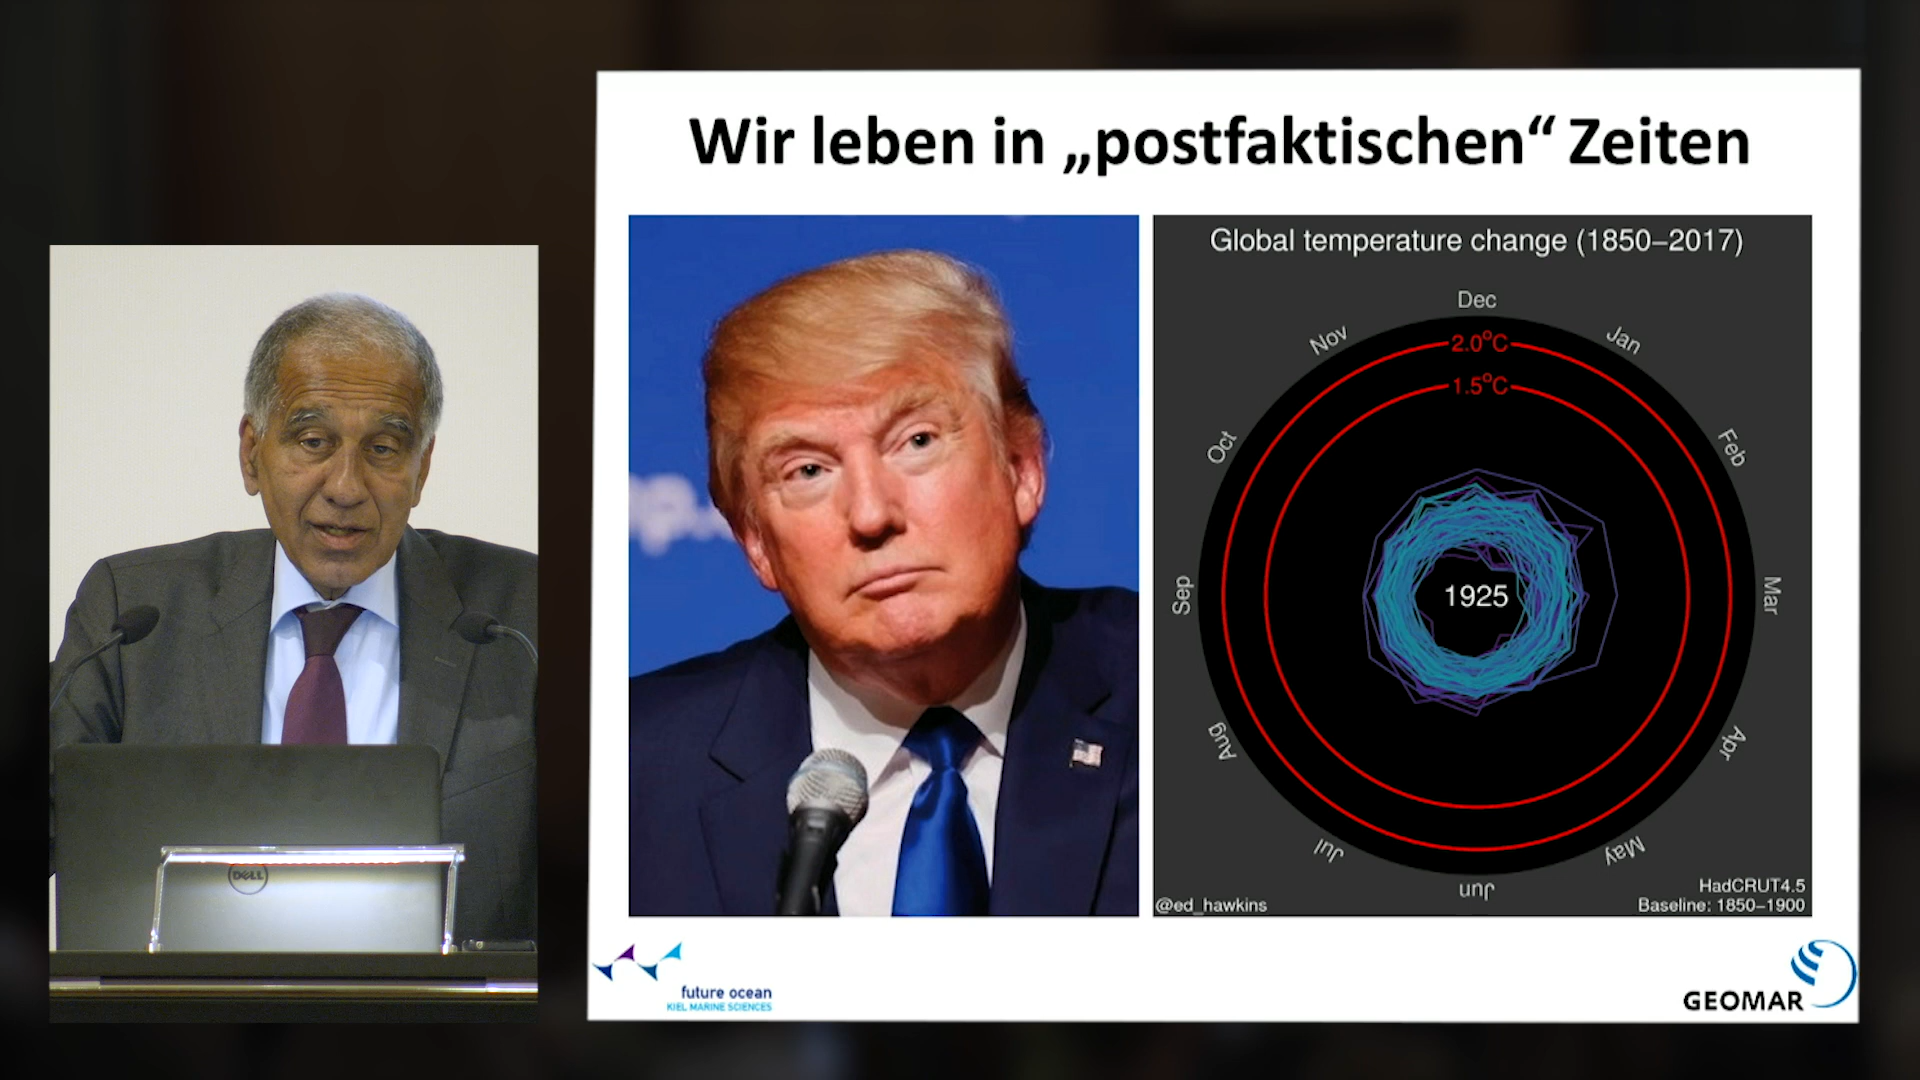 Wir leben in „postfaktischen“ Zeiten
Global temperature change (1850–2017)
Dec
Nov
Jan
2.0°C
1.5°C
Oct
Feb
Sep
1925
Mar
Aug
Apr
Jul
May
Jun
HadCRUT4.5
@ed_hawkins
Baseline: 1850–1900
DELL
future ocean
KIEL MARINE SCIENCES
GEOMAR